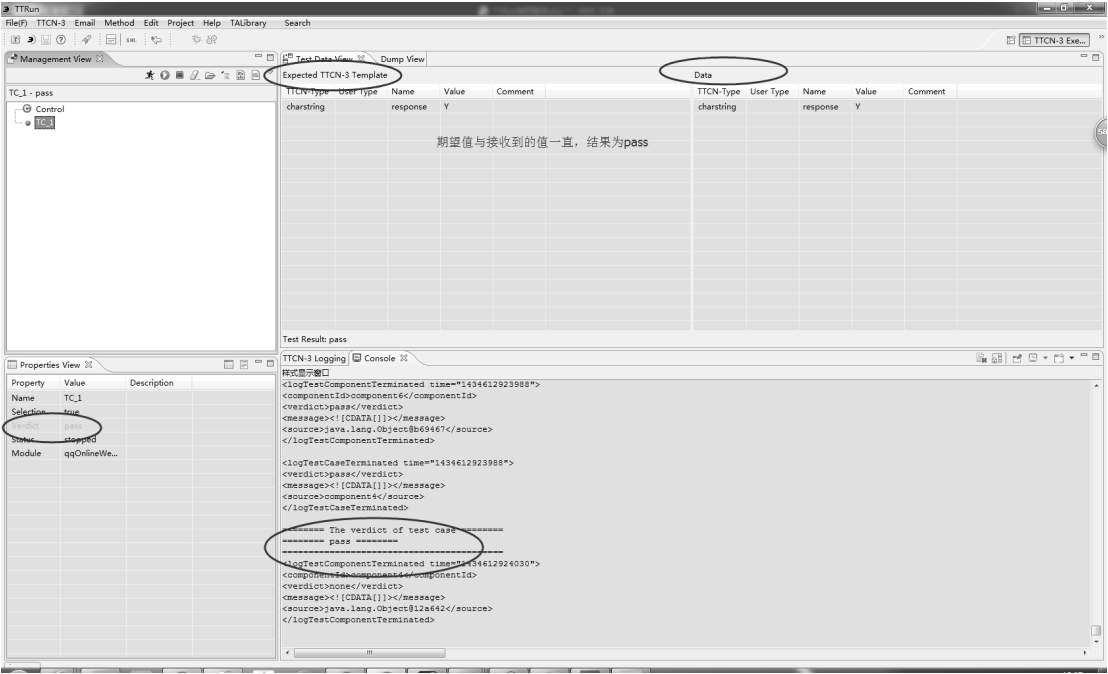 TTRun
File(F) TTCN-3 Email Method Edit Project Help TALibrary Search
TTCN-3 Exe...
Management View
TC_1 - pass
Control
TC_1
Test Data View Dump View
Expected TTCN-3 Template Data
TTCN-Type User Type Name Value Comment TTCN-Type User Type Name Value Comment
charstring response Y charstring response Y
期望值与接收到的值一直，结果为pass
58
Test Result: pass
Properties View
Property Value Description
Name TC_1
Selection true
Verdict pass
Status stopped
Module qqOnlineWe...
TTCN-3 Logging Console
样式显示窗口
<logTestComponentTerminated time="1434612923988">
<componentId>component6</componentId>
<verdict>pass</verdict>
<message><![CDATA[]]></message>
<source>java.lang.Object@b69467</source>
</logTestComponentTerminated>
<logTestCaseTerminated time="1434612923988">
<verdict>pass</verdict>
<message><![CDATA[]]></message>
<source>component4</source>
</logTestCaseTerminated>
======== The verdict of test case ========
======== pass ========
==========================================
<logTestComponentTerminated time="1434612924030">
<componentId>component44</componentId>
<verdict>none</verdict>
<message><![CDATA[]]></message>
<source>java.lang.Object@12a642</source>
</logTestComponentTerminated>